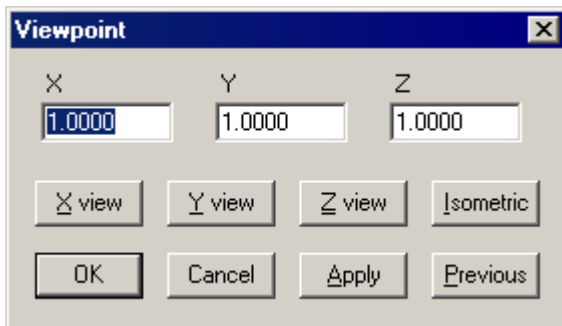 Viewpoint
X Y Z
1.0000 1.0000 1.0000
X view Y view Z view Isometric
OK Cancel Apply Previous